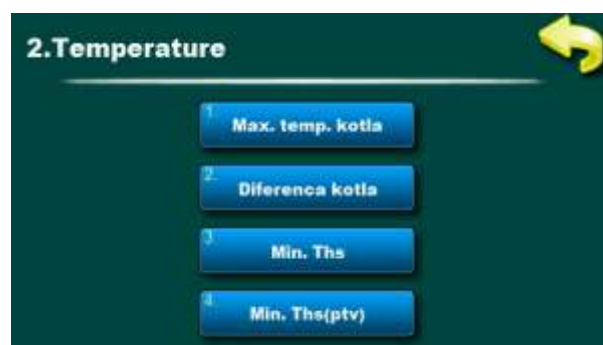 2.Temperature
1.
Max. temp. kotla
2.
Diferenca kotla
3.
Min. Ths
4.
Min. Ths(ptv)